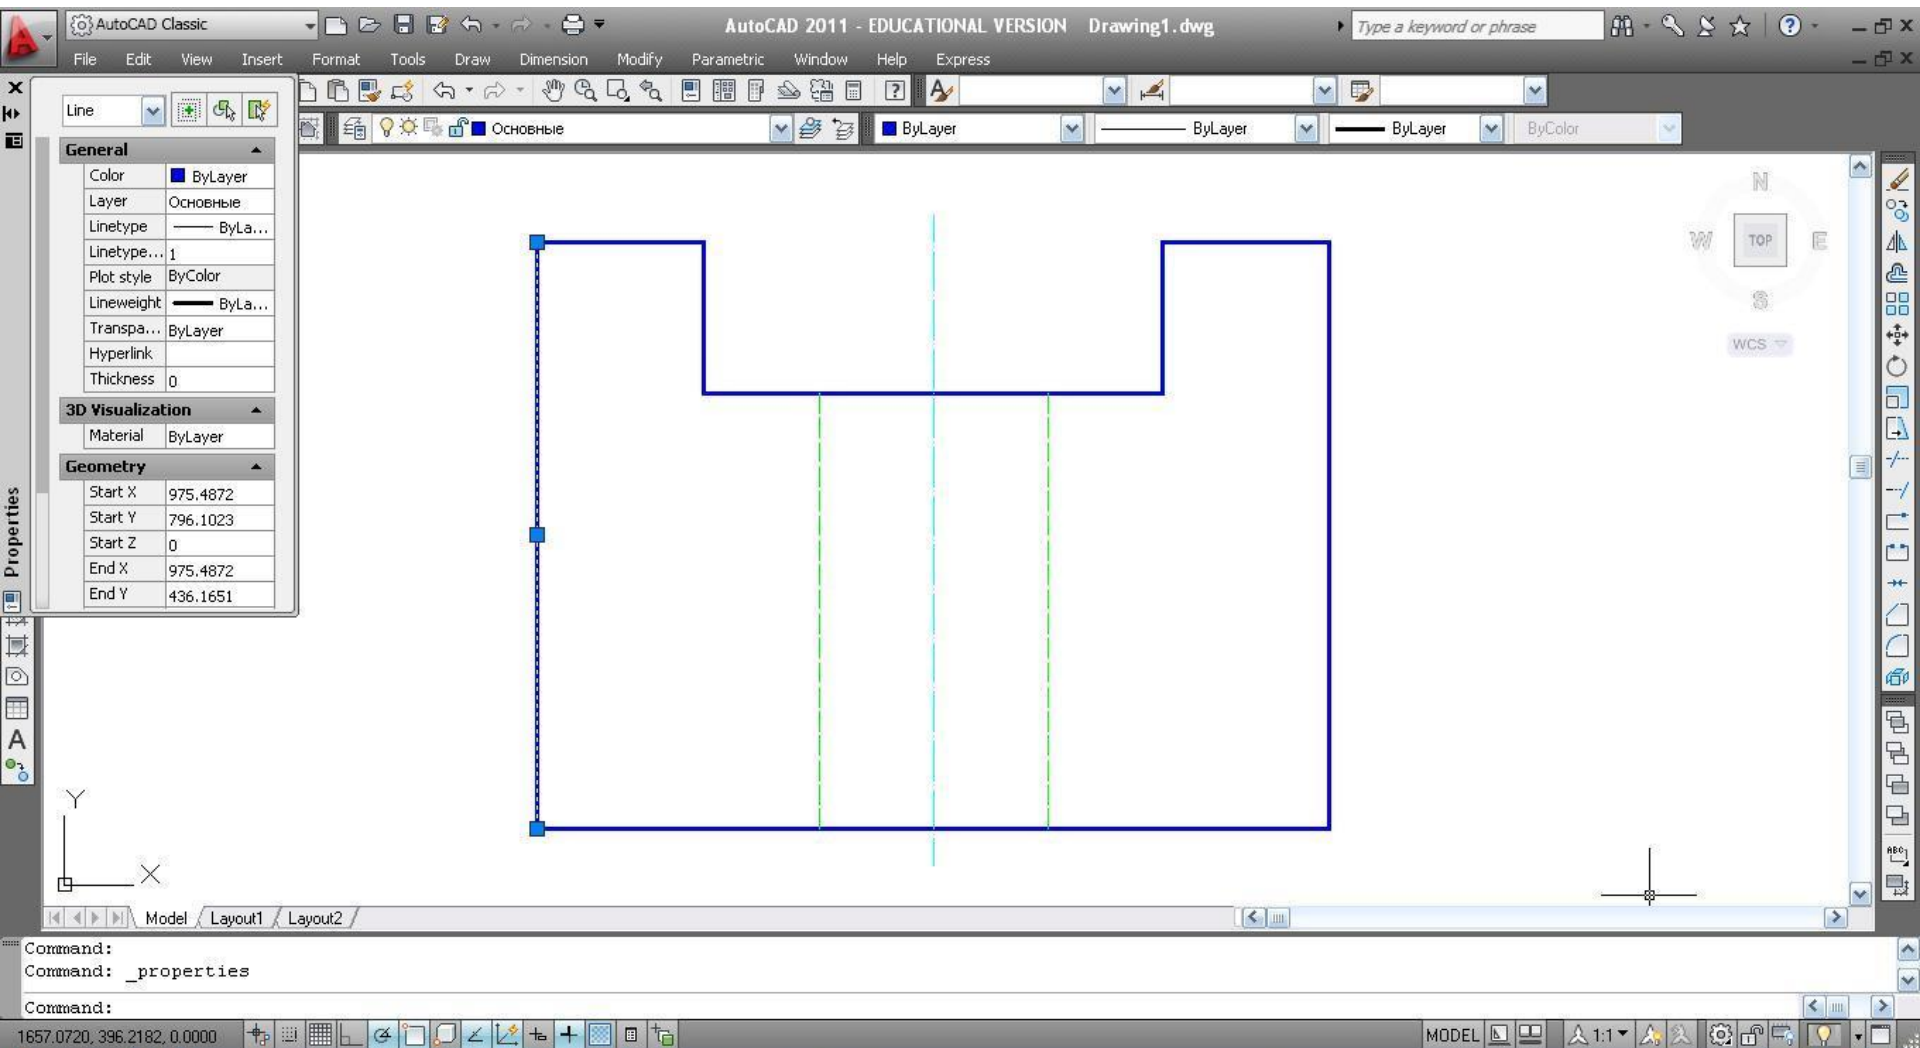 AutoCAD Classic
AutoCAD 2011 - EDUCATIONAL VERSION Drawing1.dwg
Type a keyword or phrase
File Edit View Insert Format Tools Draw Dimension Modify Parametric Window Help Express
Line
Основные
ByLayer
ByLayer
ByLayer
ByColor
General
Color ByLayer
Layer Основные
Linetype ByLa...
Linetype... 1
Plot style ByColor
Lineweight ByLa...
Transpa... ByLayer
Hyperlink
Thickness 0
3D Visualization
Material ByLayer
Geometry
Start X 975.4872
Start Y 796.1023
Start Z 0
End X 975.4872
End Y 436.1651
Properties
N
W TOP E
S
WCS
A
ABC
Y
X
Model Layout1 Layout2
Command:
Command: _properties
Command:
1657.0720, 396.2182, 0.0000
MODEL
1:1